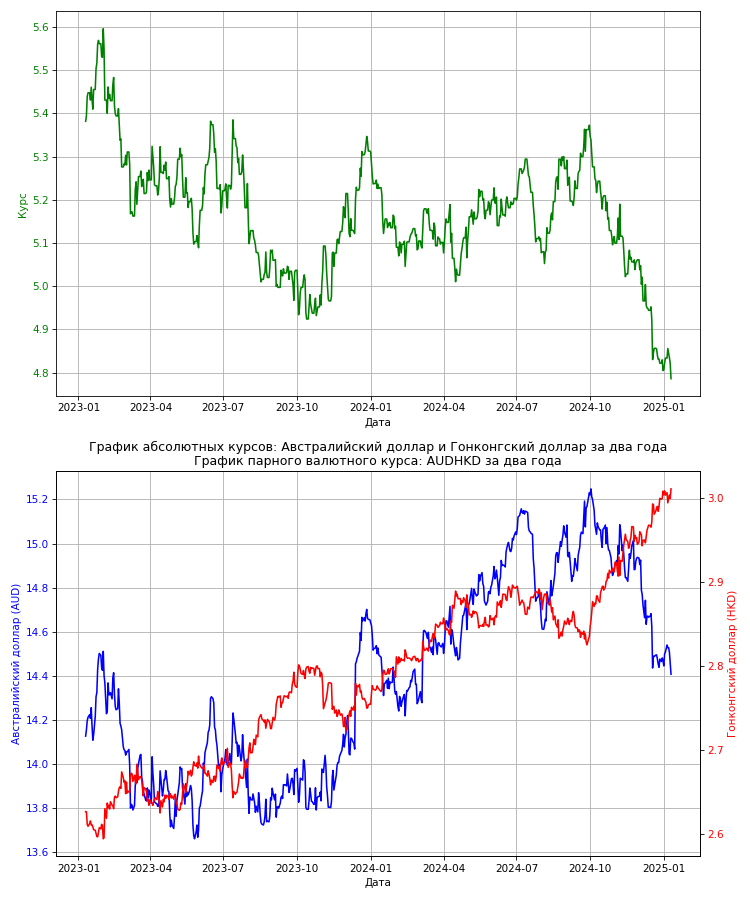 5.6
5.5
5.4
5.3
5.2
5.1
5.0
4.9
4.8
Курс
2023-01 2023-04 2023-07 2023-10 2024-01 2024-04 2024-07 2024-10 2025-01
Дата
График абсолютных курсов: Австралийский доллар и Гонконгский доллар за два года
График парного валютного курса: AUDHKD за два года
15.2
15.0
14.8
14.6
14.4
14.2
14.0
13.8
13.6
Австралийский доллар (AUD)
3.0
2.9
2.8
2.7
2.6
Гонконгский доллар (HKD)
2023-01 2023-04 2023-07 2023-10 2024-01 2024-04 2024-07 2024-10 2025-01
Дата